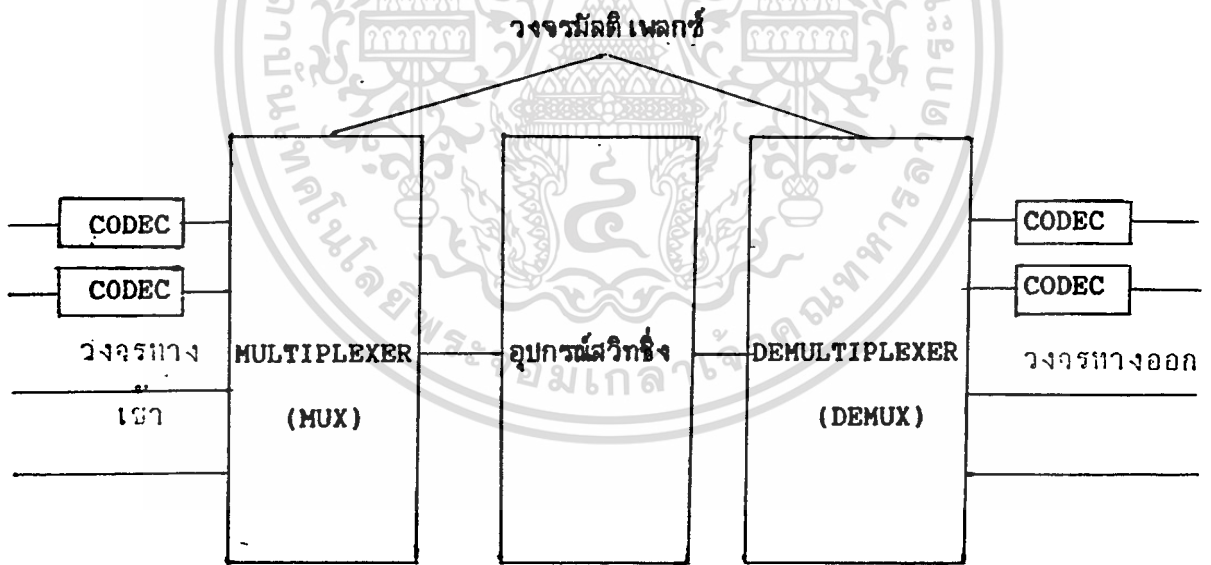 วงจรมัลติเพลกซ์
CODEC
CODEC
CODEC
CODEC
วงจรทาง
เข้า
MULTIPLEXER
(MUX)
อุปกรณ์สวิทชิ่ง
DEMULTIPLEXER
(DEMUX)
วงจรทางออก